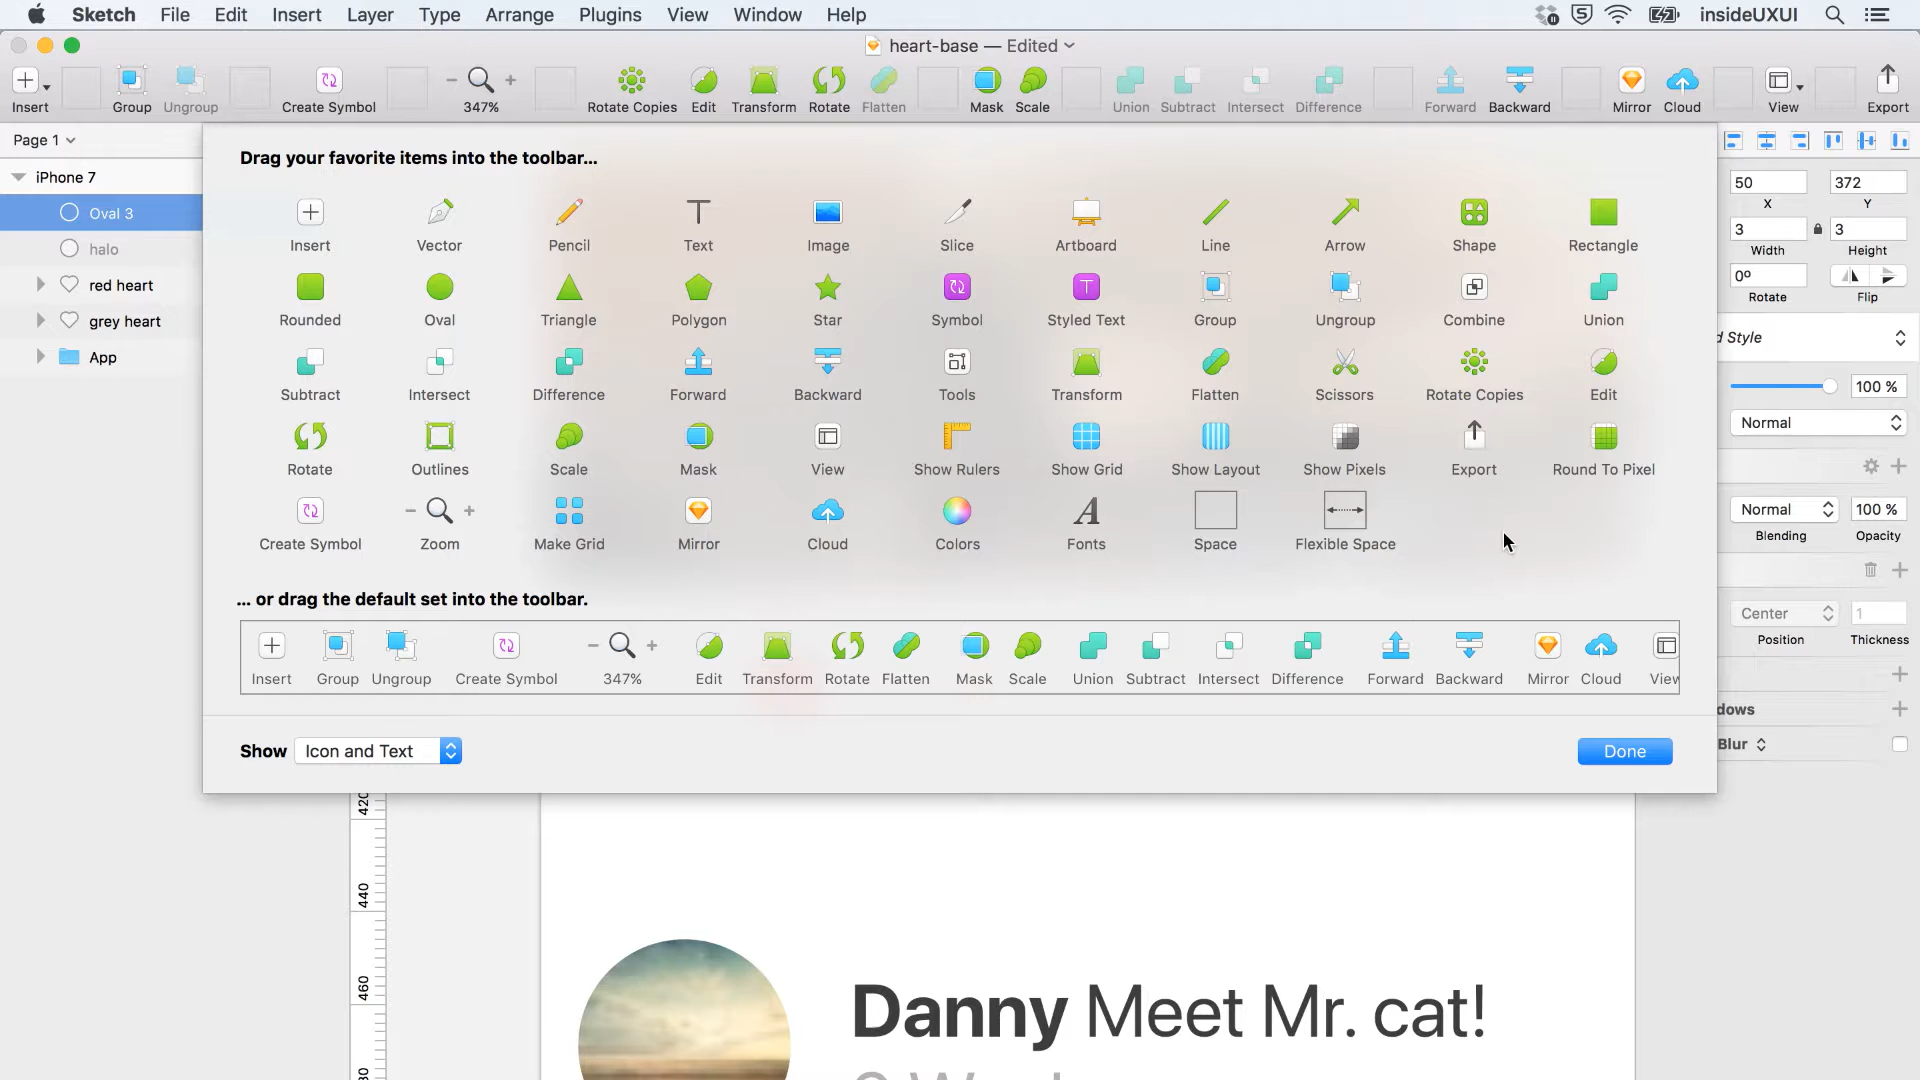 Sketch File Edit Insert Layer Type Arrange Plugins View Window Help insideUXUI
heart-base — Edited
Insert Group Ungroup Create Symbol 347% Rotate Copies Edit Transform Rotate Flatten Mask Scale Union Subtract Intersect Difference Forward Backward Mirror Cloud View Export
Page 1
iPhone 7
Oval 3
halo
red heart
grey heart
App
Drag your favorite items into the toolbar...
Insert Vector Pencil Text Image Slice Artboard Line Arrow Shape Rectangle
Rounded Oval Triangle Polygon Star Symbol Styled Text Group Ungroup Combine Union
Subtract Intersect Difference Forward Backward Tools Transform Flatten Scissors Rotate Copies Edit
Rotate Outlines Scale Mask View Show Rulers Show Grid Show Layout Show Pixels Export Round To Pixel
Create Symbol Zoom Make Grid Mirror Cloud Colors Fonts Space Flexible Space
... or drag the default set into the toolbar.
Insert Group Ungroup Create Symbol 347% Edit Transform Rotate Flatten Mask Scale Union Subtract Intersect Difference Forward Backward Mirror Cloud View
Show Icon and Text
Done
50 372
X Y
3 3
Width Height
0º
Rotate Flip
d Style
100 %
Normal
Normal 100 %
Blending Opacity
Center 1
Position Thickness
dows
Blur
420
440
460
Danny Meet Mr. cat!